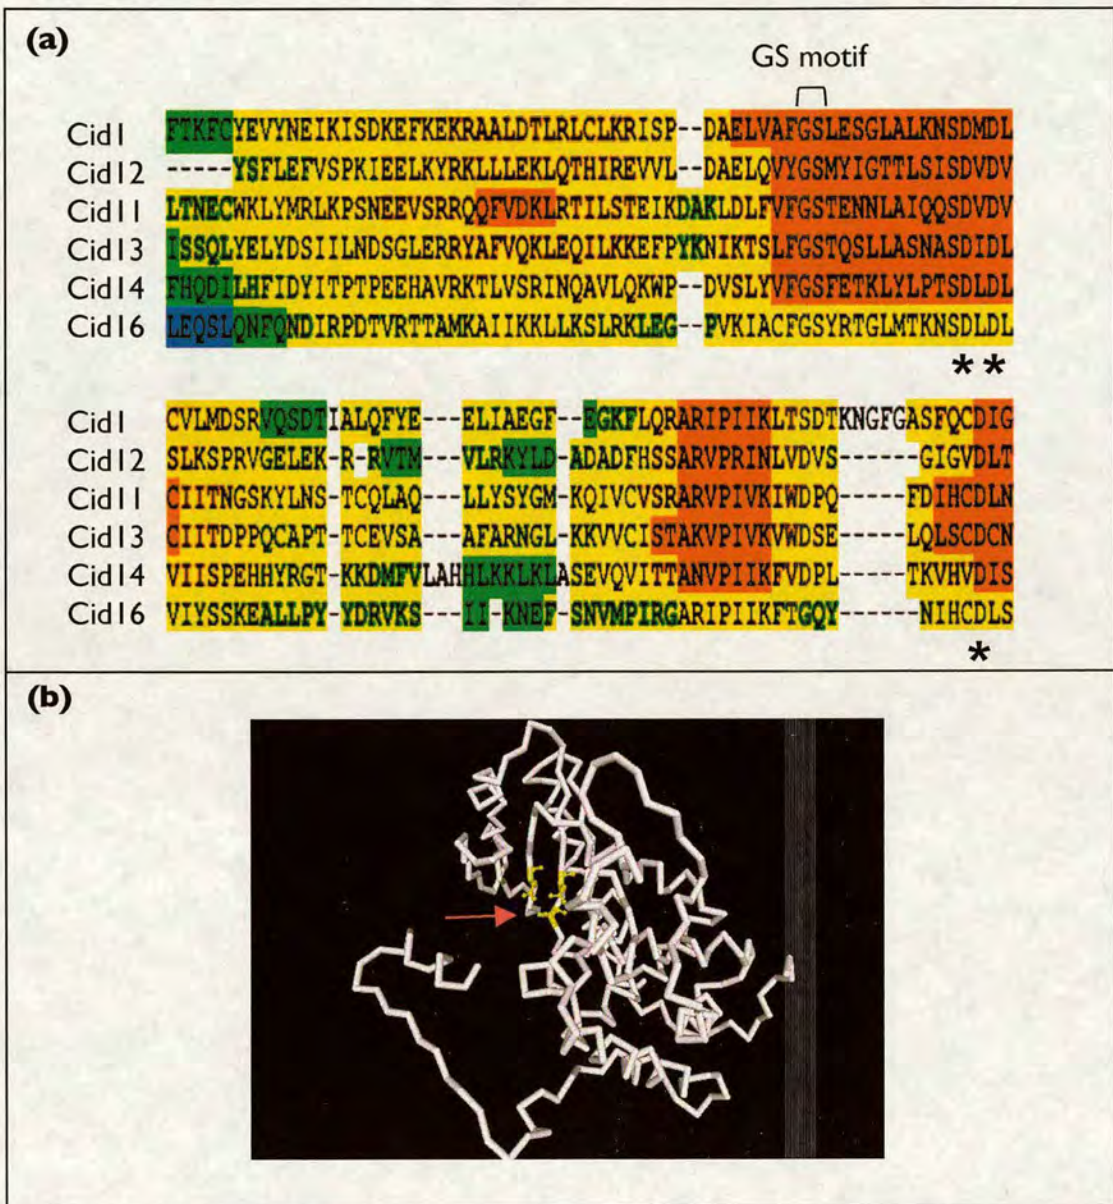 (a)
GS motif
Cid1 FTKFCYEVYNEIKISDKEFKEKRAALDTLRLCLKRISP--DAELVAFGSLESGLALKNSDMDL
Cid12 -----YSFLEFVSPKIEELKYRKLLLEKLQTHIREVVL--DAELQVYGSMYIGTTLSISDVDV
Cid11 LTNECWKLYMRLKPSNEEVSRRQQFVDKLRTILSTEIKDAKLDLFVFGSTENNLAIQQSDVDV
Cid13 ISSQLYELYDSIILNDSGLERRYAFVQKLEQILKKEFPYKNIKTSLFGSTQSLLASNASDIDL
Cid14 FHQDILHFIDYITPTPEEHAVRKTLVSRINQAVLQKWP--DVSLYVFGSFETKLYLPTSDLDL
Cid16 LEQSLQNFQNDIRPDTVRTTAMKAIIKKLLKSLRKLEG--PVKIACFGSYRTGLMTKNSDLDL
* *
Cid1 CVLMDSRVQSDTIALQFYE---ELIAEGF--EGKFLQRARIPIIKLTSDTKNGFGASFQCDIG
Cid12 SLKSPRVGELEK-R-RVTM---VLRKYLD-ADADFHSSARVPRINLVDVS------GIGVDLT
Cid11 CIITNGSKYLNS-TCQLAQ---LLYSYGM-KQIVCVSRARVPIVKIWDPQ-----FDIHCDLN
Cid13 CIITDPPQCAPT-TCEVSA---AFARNGL-KKVVCISTAKVPIVKVWDSE-----LQLSCDCN
Cid14 VIISPEHHYRGT-KKDMFVLAHHLKKLKLASEVQVITTANVPIIKFVDPL-----TKVHVDIS
Cid16 VIYSSKEALLPY-YDRVKS---II-KNEF-SNVMPIRGARIPIIKFTGQY------NIHCDLS
*
(b)